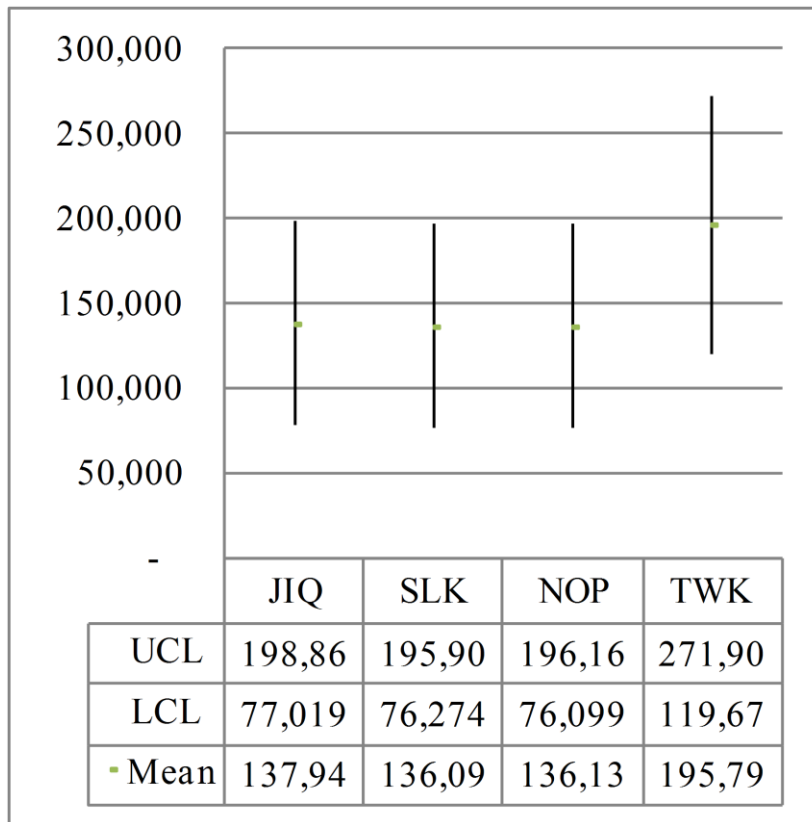 300,000
250,000
200,000
150,000
100,000
50,000
-
JIQ SLK NOP TWK
UCL 198,86 195,90 196,16 271,90
LCL 77,019 76,274 76,099 119,67
Mean 137,94 136,09 136,13 195,79